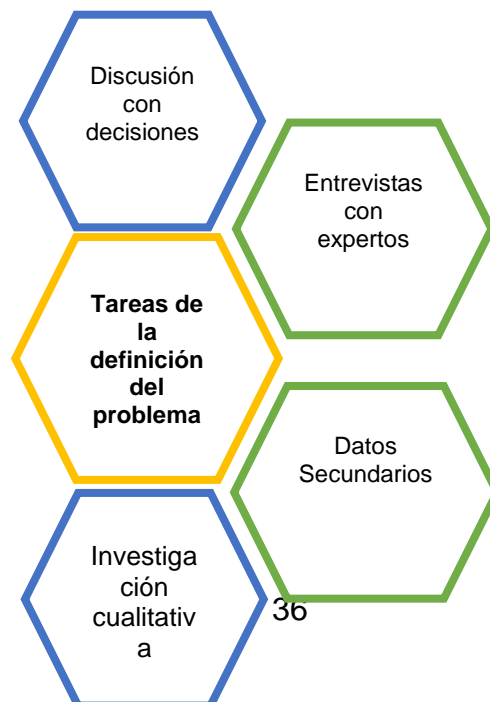 Discusión
con
decisiones
Entrevistas
con
expertos
Tareas de
la
definición
del
problema
Datos
Secundarios
Investiga
ción
cualitativ
a
36